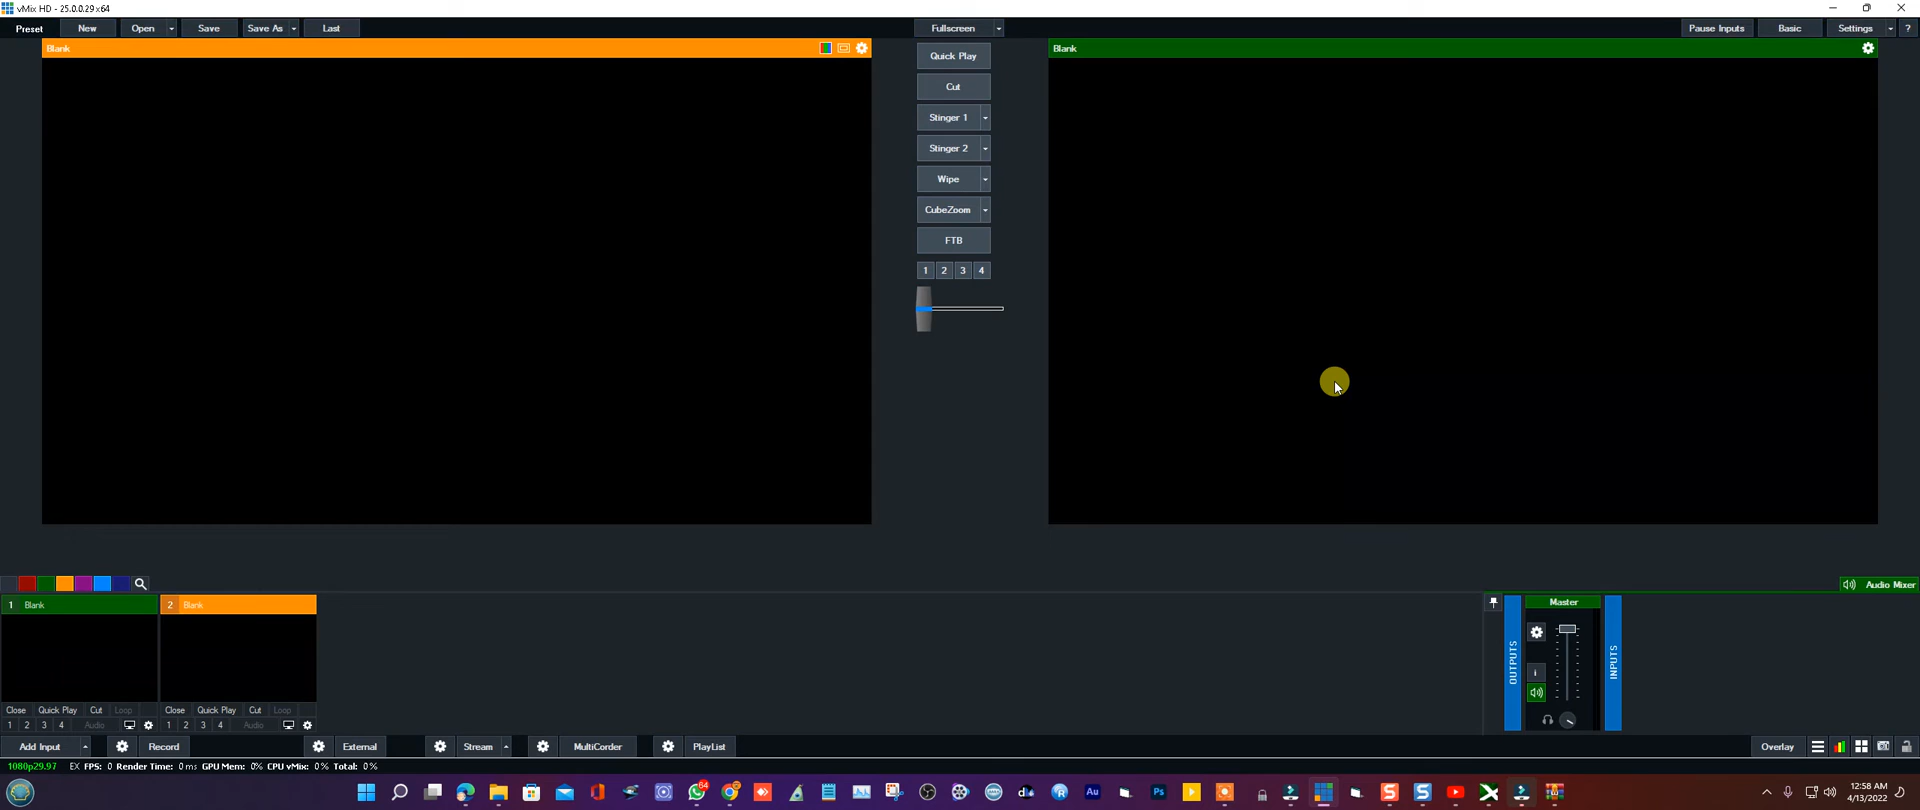 vMix HD - 25.0.0.29 x64
Preset New Open Save Save As Last Fullscreen Pause Inputs Basic Settings ?
Blank Blank
Quick Play
Cut
Stinger 1
Stinger 2
Wipe
CubeZoom
FTB
1 2 3 4
Audio Mixer
1 Blank 2 Blank Master
OUTPUTS
INPUTS
i
Close Quick Play Cut Loop Close Quick Play Cut Loop
1 2 3 4 Audio 1 2 3 4 Audio
Add Input Record External Stream MultiCorder PlayList Overlay
1080p29.97 EX FPS: 0 Render Time: 0 ms GPU Mem: 0% CPU vMix: 0 % Total: 0 %
64 Au Ps 12:58 AM
4/13/2022